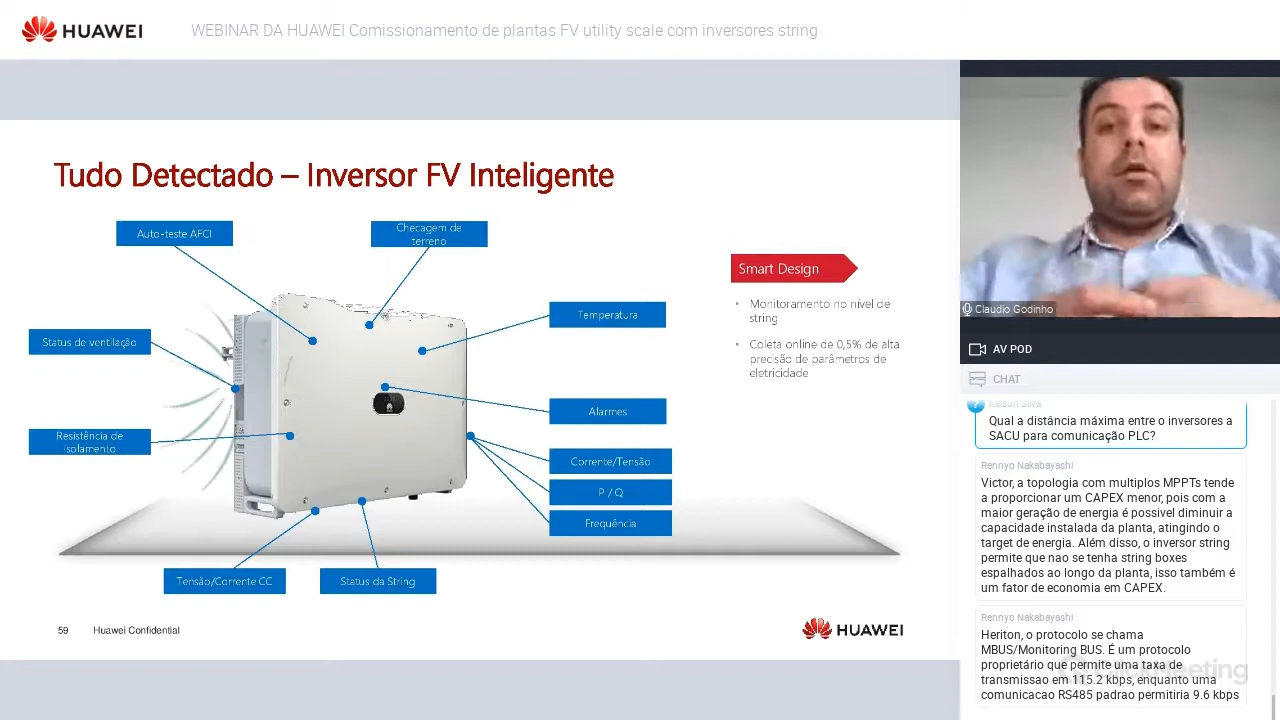 HUAWEI
WEBINAR DA HUAWEI Comissionamento de plantas FV utility scale com inversores string
Tudo Detectado – Inversor FV Inteligente
Auto-teste AFCI
Checagem de
terreno
Temperatura
Status de ventilação
Alarmes
Resistência de
isolamento
Corrente/Tensão
P / Q
Frequência
Tensão/Corrente CC
Status da String
Smart Design
• Monitoramento no nível de
string
• Coleta online de 0,5% de alta
precisão de parâmetros de
eletricidade
59
Huawei Confidential
HUAWEI
Claudio Godinho
AV POD
CHAT
Kelson Silva
Qual a distância máxima entre o inversores a
SACU para comunicação PLC?
Rennyo Nakabayashi
Victor, a topologia com multiplos MPPTs tende
a proporcionar um CAPEX menor, pois com a
maior geração de energia é possivel diminuir a
capacidade instalada da planta, atingindo o
target de energia. Além disso, o inversor string
permite que nao se tenha string boxes
espalhados ao longo da planta, isso também é
um fator de economia em CAPEX.
Rennyo Nakabayashi
Heriton, o protocolo se chama
MBUS/Monitoring BUS. É um protocolo
proprietário que permite uma taxa de
transmissao em 115.2 kbps, enquanto uma
comunicacao RS485 padrao permitiria 9.6 kbps
ClickMeeting